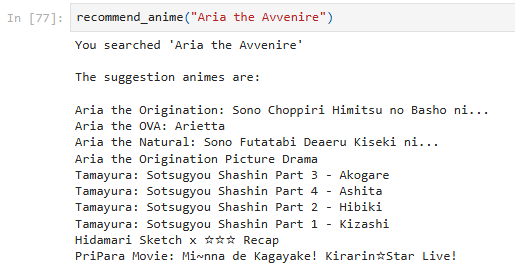 In [77]: recommend_anime("Aria the Avvenire")
You searched 'Aria the Avvenire'
The suggestion animes are:
Aria the Origination: Sono Choppiri Himitsu no Basho ni...
Aria the OVA: Arietta
Aria the Natural: Sono Futatabi Deaeru Kiseki ni...
Aria the Origination Picture Drama
Tamayura: Sotsugyou Shashin Part 3 - Akogare
Tamayura: Sotsugyou Shashin Part 4 - Ashita
Tamayura: Sotsugyou Shashin Part 2 - Hibiki
Tamayura: Sotsugyou Shashin Part 1 - Kizashi
Hidamari Sketch x ☆☆☆ Recap
PriPara Movie: Mi~nna de Kagayake! Kirarin☆Star Live!